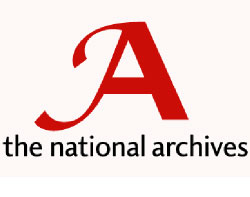 A
the national archives